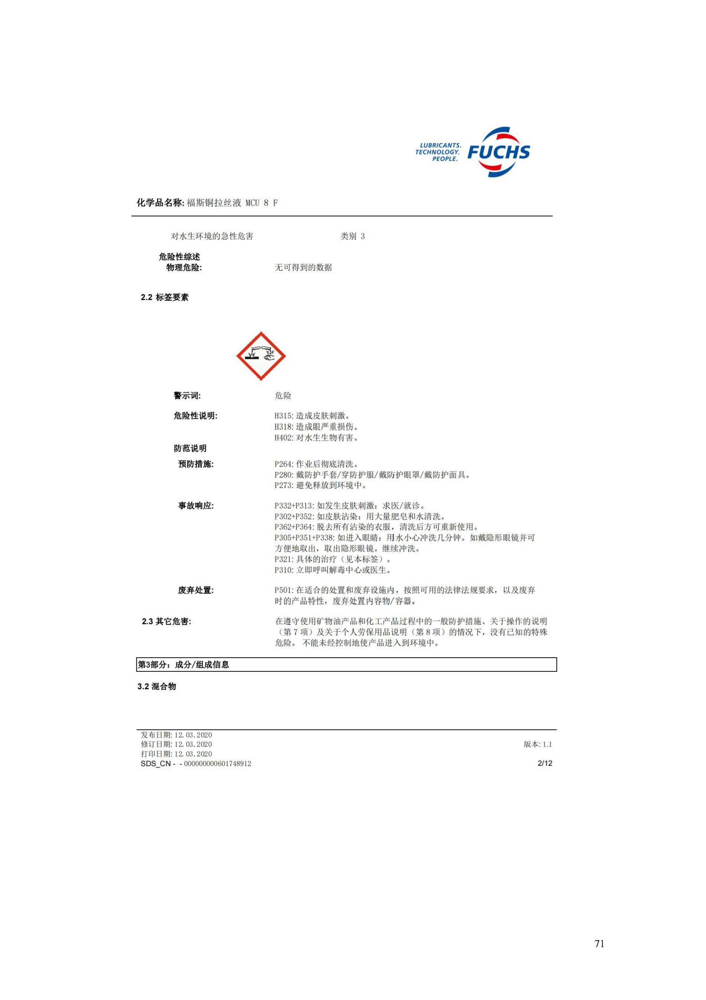 LUBRICANTS.
TECHNOLOGY.
PEOPLE.
FUCHS
化学品名称: 福斯铜拉丝液 MCU 8 F
对水生环境的急性危害 类别 3
危险性综述
物理危险: 无可得到的数据
2.2 标签要素
警示词: 危险
危险性说明: H315: 造成皮肤刺激。
H318: 造成眼严重损伤。
H402: 对水生生物有害。
防范说明
预防措施: P264: 作业后彻底清洗。
P280: 戴防护手套/穿防护服/戴防护眼罩/戴防护面具。
P273: 避免释放到环境中。
事故响应: P332+P313: 如发生皮肤刺激：求医/就诊。
P302+P352: 如皮肤沾染：用大量肥皂和水清洗。
P362+P364: 脱去所有沾染的衣服，清洗后方可重新使用。
P305+P351+P338: 如进入眼睛：用水小心冲洗几分钟。如戴隐形眼镜并可
方便地取出，取出隐形眼镜。继续冲洗。
P321: 具体的治疗（见本标签）。
P310: 立即呼叫解毒中心或医生。
废弃处置: P501: 在适合的处置和废弃设施内，按照可用的法律法规要求，以及废弃
时的产品特性，废弃处置内容物/容器。
2.3 其它危害: 在遵守使用矿物油产品和化工产品过程中的一般防护措施、关于操作的说明
（第 7 项）及关于个人劳保用品说明（第 8 项）的情况下，没有已知的特殊
危险。 不能未经控制地使产品进入到环境中。
第3部分：成分/组成信息
3.2 混合物
发布日期: 12.03.2020
修订日期: 12.03.2020 版本: 1.1
打印日期: 12.03.2020
SDS_CN - - 000000000601748912 2/12
71